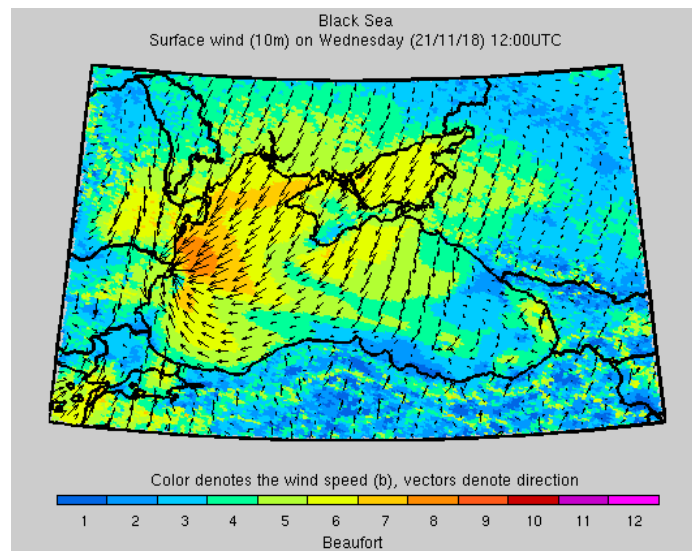 Black Sea
Surface wind (10m) on Wednesday (21/11/18) 12:00UTC
Color denotes the wind speed (b), vectors denote direction
1 2 3 4 5 6 7 8 9 10 11 12
Beaufort